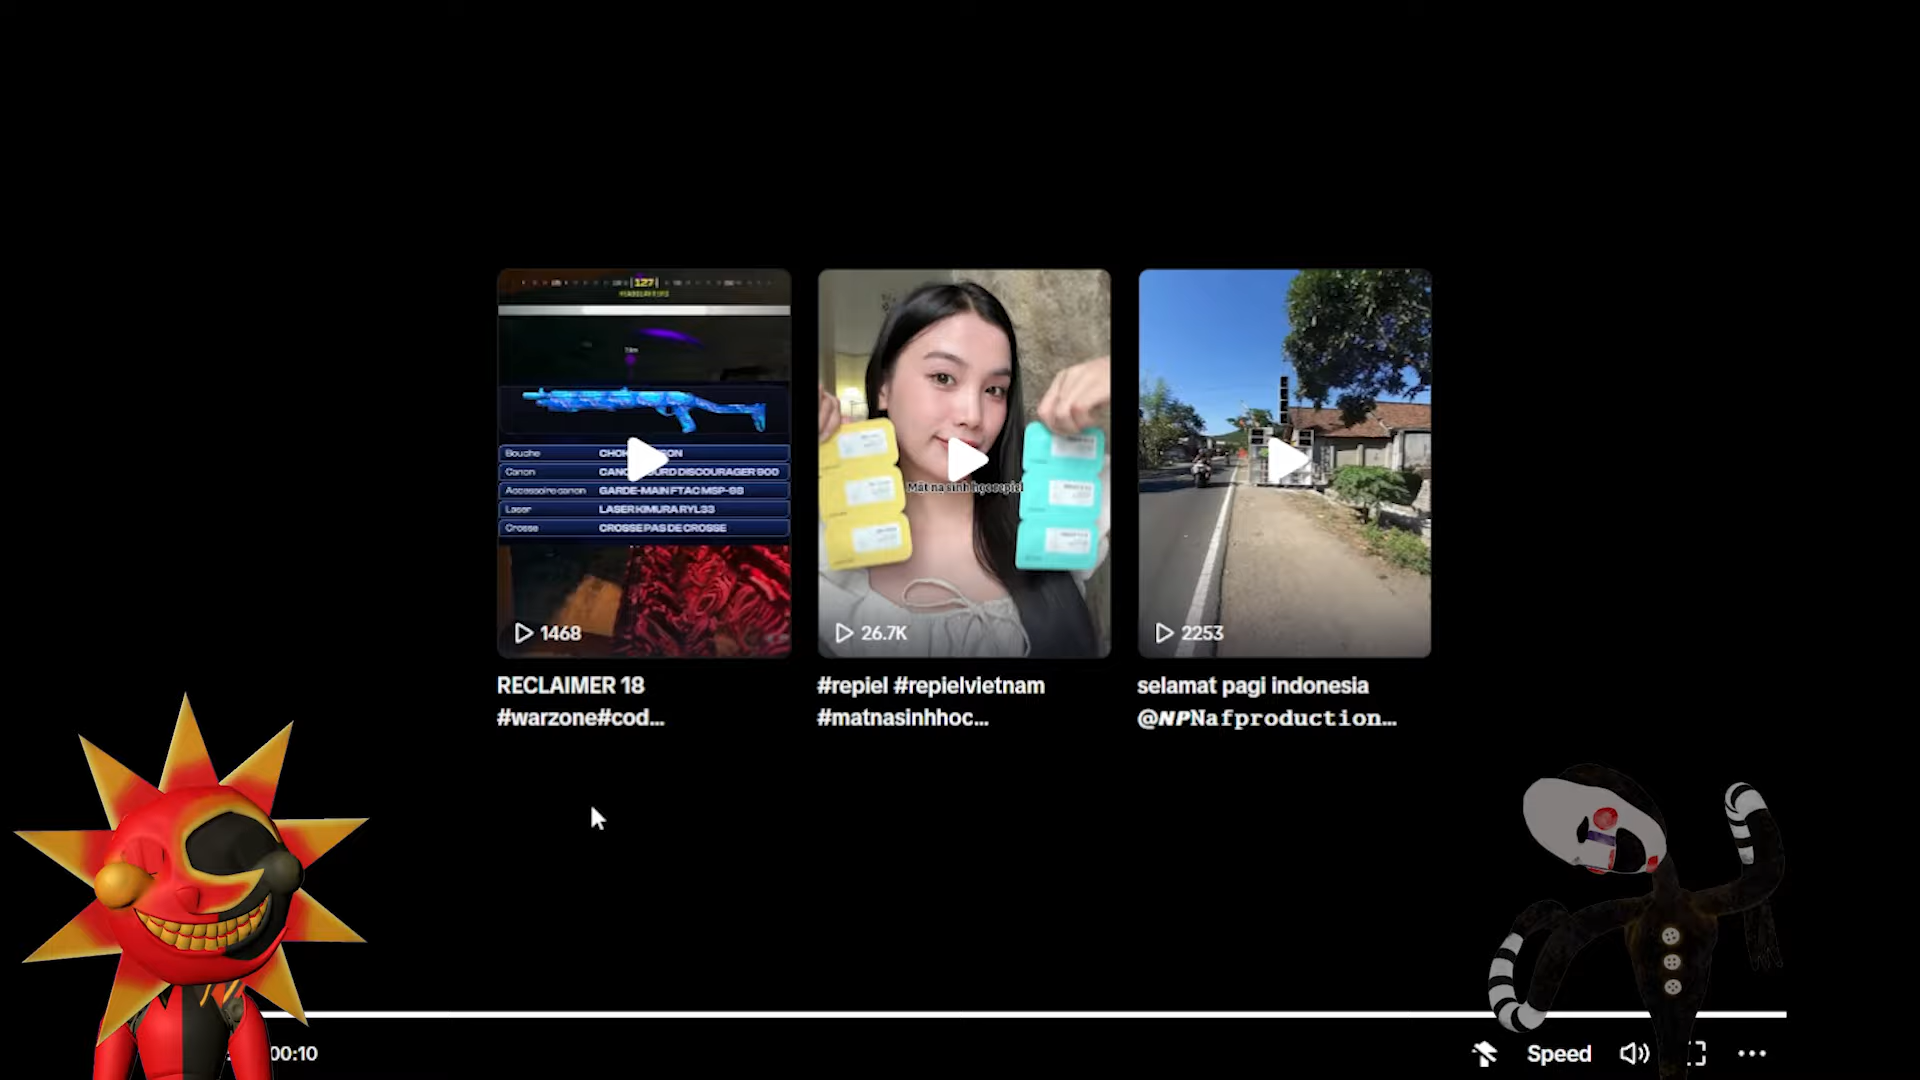 127
Bouche
Canon
Accessoire canon GARDE-MAIN FTAC MSP-98
Laser LASER KIMURA RYL33
Crosse CROSSE PAS DE CROSSE
Mặt nạ sinh học repiel
1468
26.7K
2253
RECLAIMER 18
#warzone#cod...
#repiel #repielvietnam
#matnasinhhoc...
selamat pagi indonesia
@𝙉𝙋𝙽𝚊𝚏𝚙𝚛𝚘𝚍𝚞𝚌𝚝𝚒𝚘𝚗...
00:10
Speed